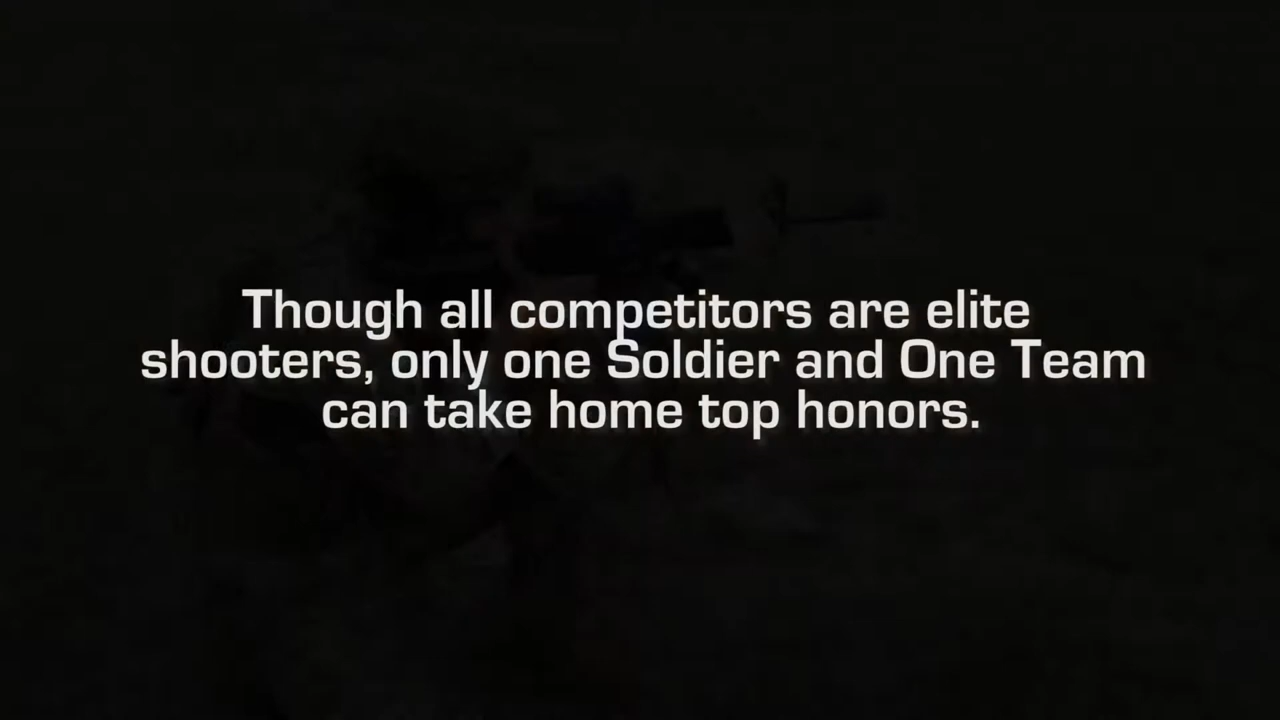 Though all competitors are elite
shooters, only one Soldier and One Team
can take home top honors.